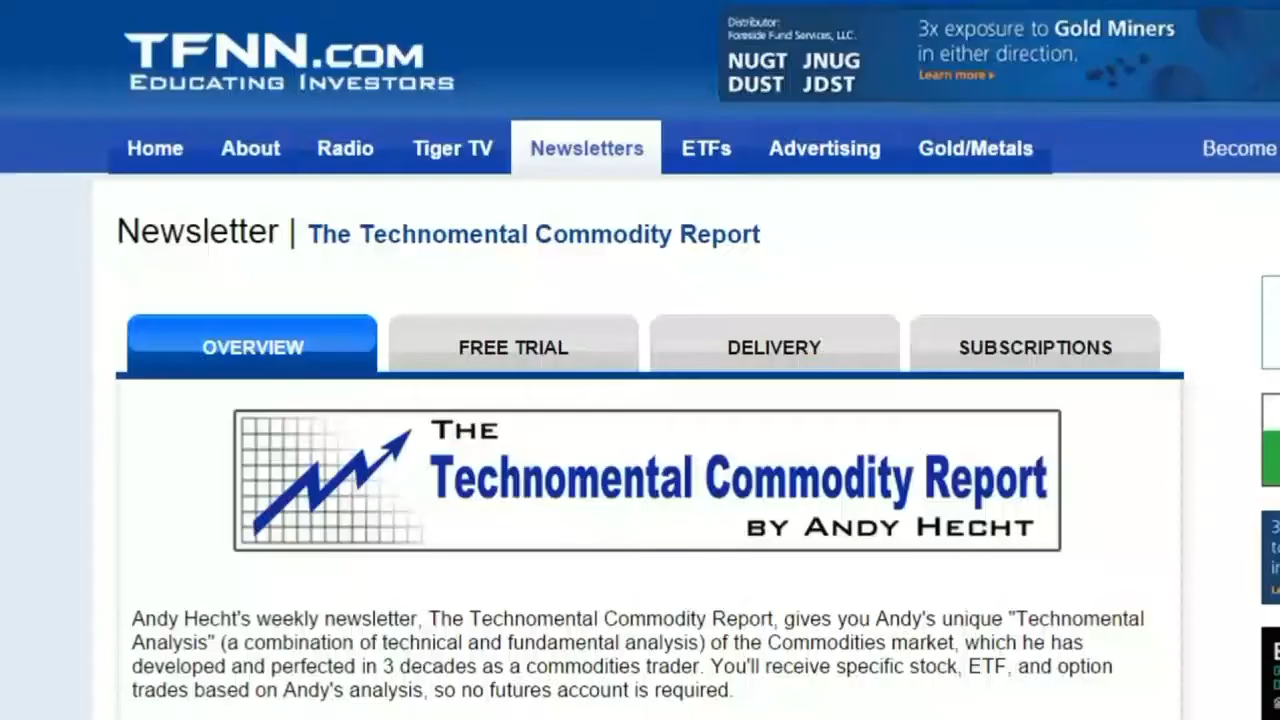 TFNN.COM
EDUCATING INVESTORS
Distributor:
Foreside Fund Services, LLC.
NUGT JNUG
DUST JDST
3x exposure to Gold Miners
in either direction.
Learn more
Home About Radio Tiger TV Newsletters ETFs Advertising Gold/Metals Become
Newsletter | The Technomental Commodity Report
OVERVIEW FREE TRIAL DELIVERY SUBSCRIPTIONS
THE
Technomental Commodity Report
BY ANDY HECHT
Andy Hecht's weekly newsletter, The Technomental Commodity Report, gives you Andy's unique "Technomental
Analysis" (a combination of technical and fundamental analysis) of the Commodities market, which he has
developed and perfected in 3 decades as a commodities trader. You'll receive specific stock, ETF, and option
trades based on Andy's analysis, so no futures account is required.